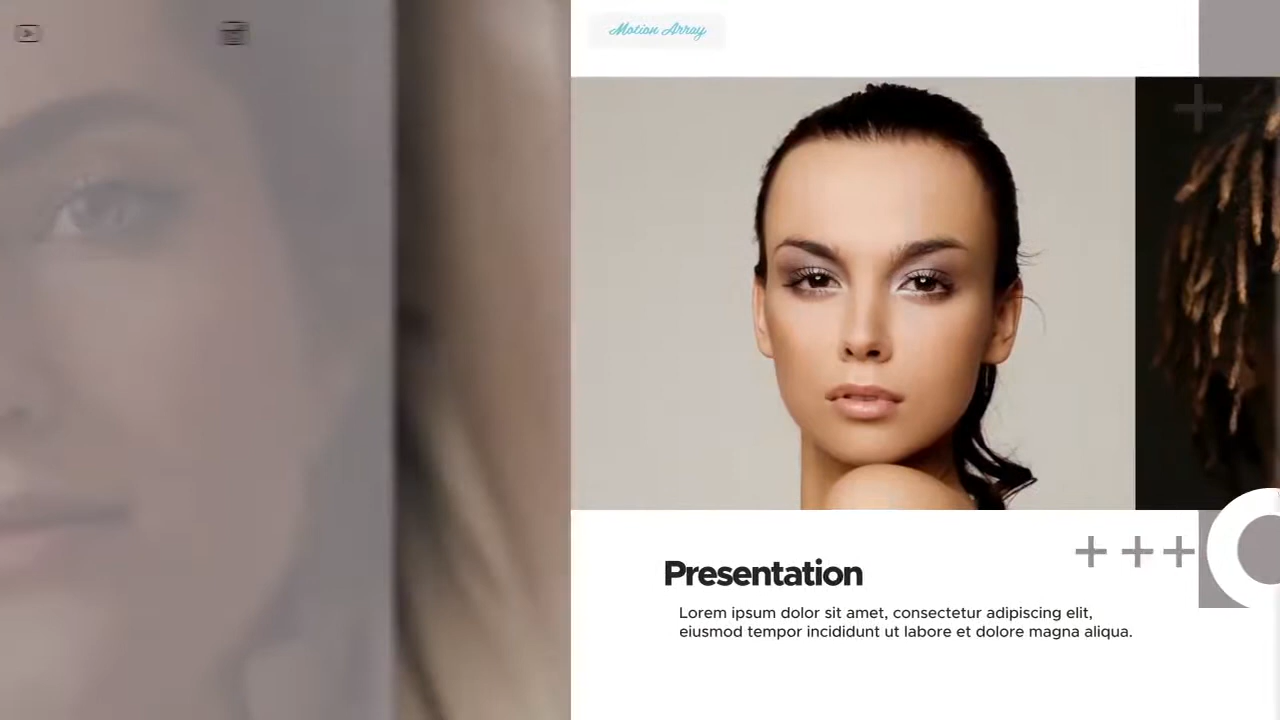 Motion Array
Presentation
Lorem ipsum dolor sit amet, consectetur adipiscing elit,
eiusmod tempor incididunt ut labore et dolore magna aliqua.